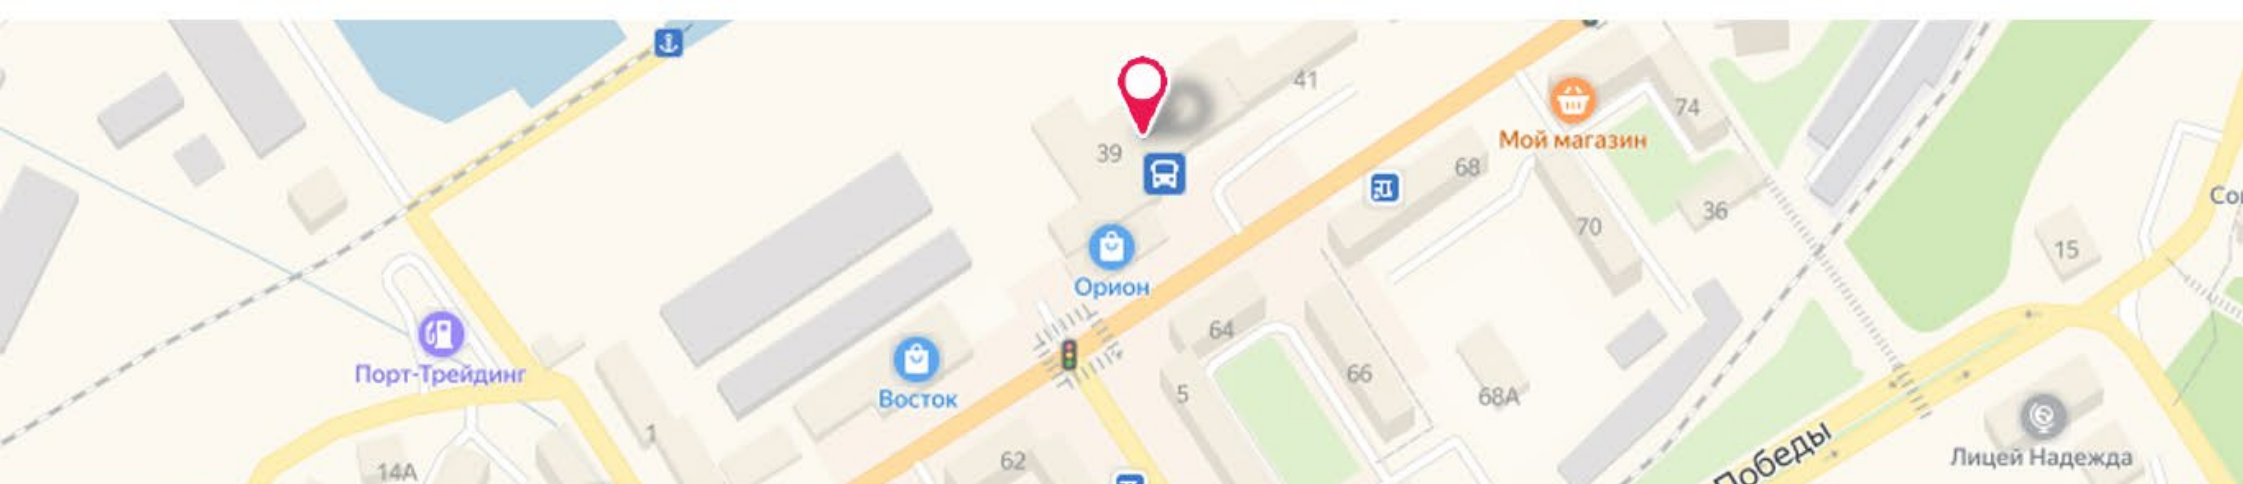 41
74
Мой магазин
39
68
36
Сов
70
15
Орион
64
Порт-Трейдинг
66
5
68А
Восток
1
Победы
62
14А
Лицей Надежда